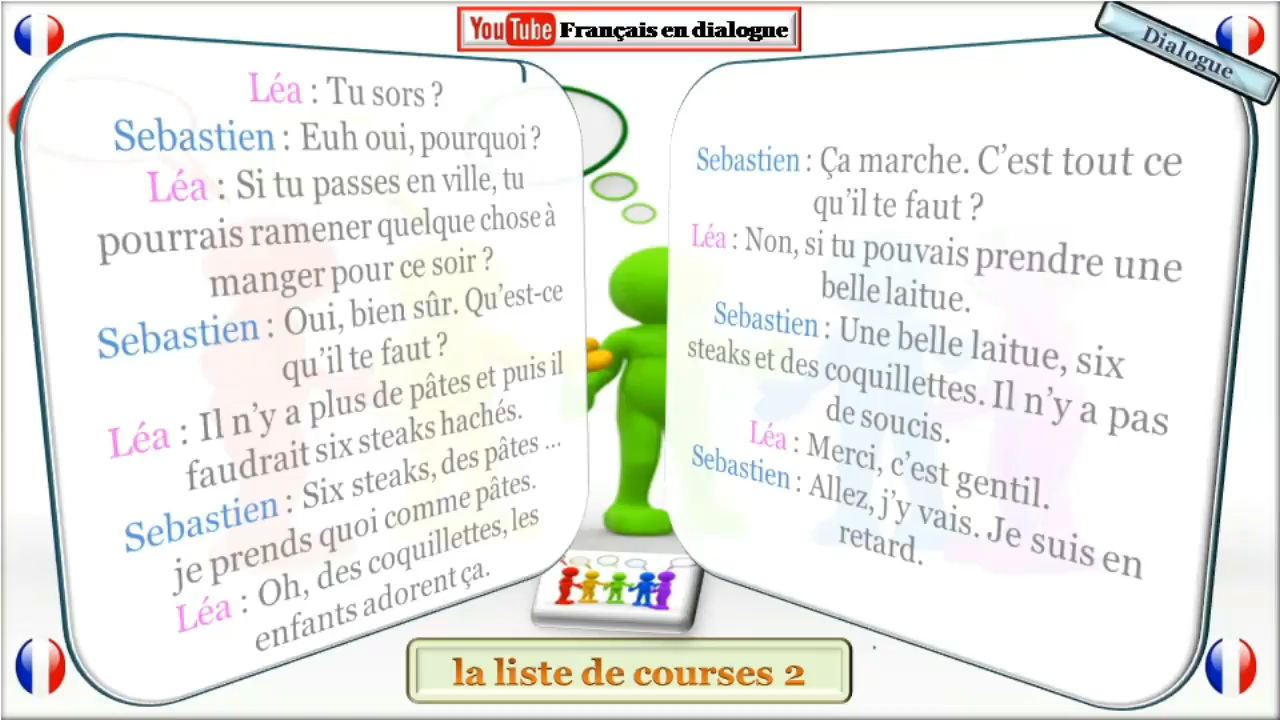 YouTube Français en dialogue
Dialogue
Léa : Tu sors ?
Sebastien : Euh oui, pourquoi ?
Léa : Si tu passes en ville, tu
pourrais ramener quelque chose à
manger pour ce soir ?
Sebastien : Oui, bien sûr. Qu'est-ce
qu'il te faut ?
Léa : Il n'y a plus de pâtes et puis il
faudrait six steaks hachés.
Sebastien : Six steaks, des pâtes ...
je prends quoi comme pâtes.
Léa : Oh, des coquillettes, les
enfants adorent ça.
Sebastien : Ça marche. C'est tout ce
qu'il te faut ?
Léa : Non, si tu pouvais prendre une
belle laitue.
Sebastien : Une belle laitue, six
steaks et des coquillettes. Il n'y a pas
de soucis.
Léa : Merci, c'est gentil.
Sebastien : Allez, j'y vais. Je suis en
retard.
la liste de courses 2